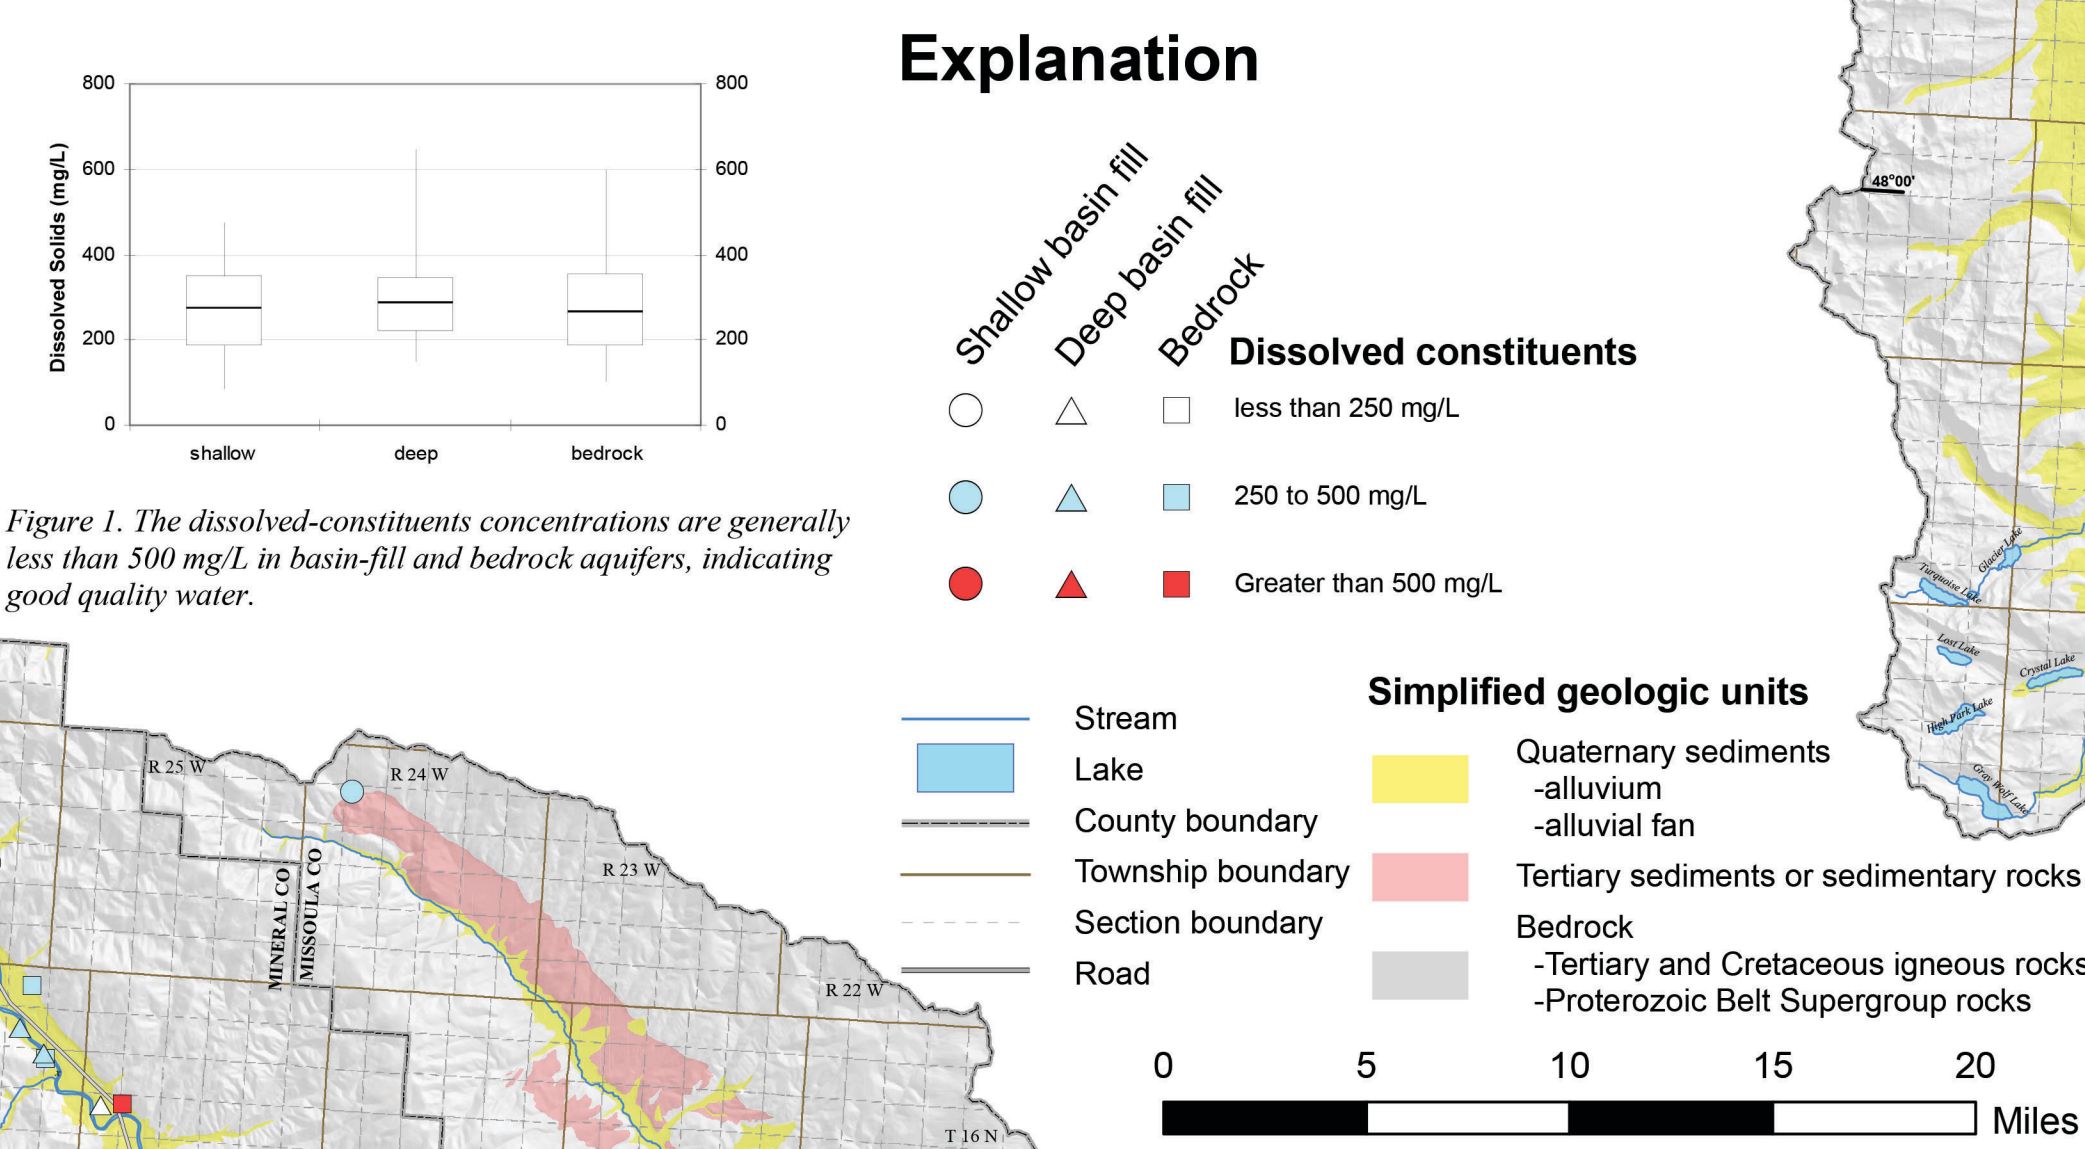 Explanation
800
600
400
200
0
800
600
400
200
0
Dissolved Solids (mg/L)
shallow
deep
bedrock
Figure 1. The dissolved-constituents concentrations are generally
less than 500 mg/L in basin-fill and bedrock aquifers, indicating
good quality water.
Shallow basin fill
Deep basin fill
Bedrock
Dissolved constituents
less than 250 mg/L
250 to 500 mg/L
Greater than 500 mg/L
Stream
Lake
County boundary
Township boundary
Section boundary
Road
Simplified geologic units
Quaternary sediments
-alluvium
-alluvial fan
Tertiary sediments or sedimentary rocks
Bedrock
-Tertiary and Cretaceous igneous rocks
-Proterozoic Belt Supergroup rocks
0 5 10 15 20
Miles
48°00'
Glacier Lake
Turquoise Lake
Lost Lake
Crystal Lake
High Park Lake
Gray Wolf Lake
R 25 W
R 24 W
R 23 W
R 22 W
MINERAL CO
MISSOULA CO
T 16 N